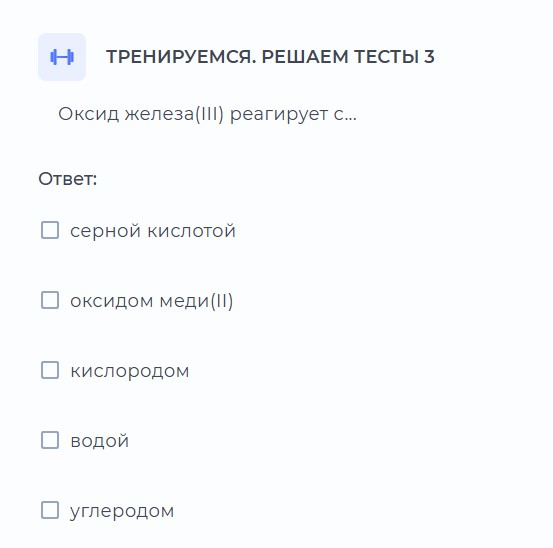 ТРЕНИРУЕМСЯ. РЕШАЕМ ТЕСТЫ 3
Оксид железа(III) реагирует с...
Ответ:
серной кислотой
оксидом меди(II)
кислородом
водой
углеродом